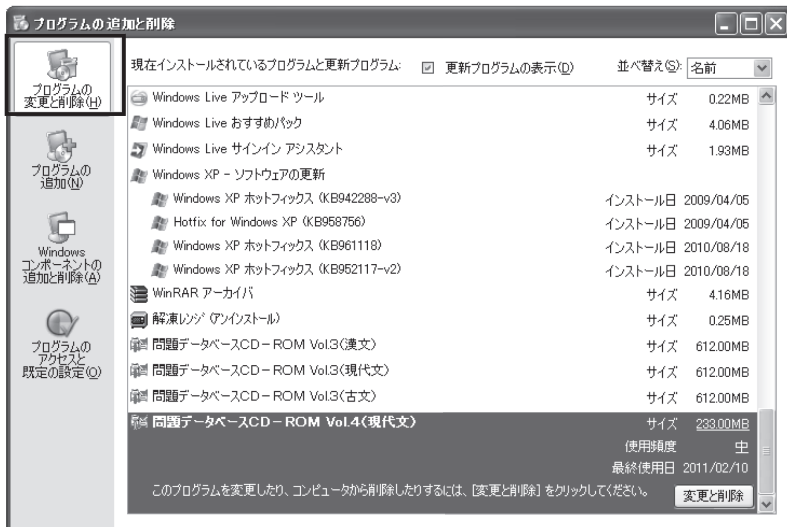 プログラムの追加と削除
プログラムの
変更と削除(H)
プログラムの
追加(N)
Windows
コンポーネントの
追加と削除(A)
プログラムの
アクセスと
既定の設定(O)
現在インストールされているプログラムと更新プログラム: 更新プログラムの表示(D) 並べ替え(S): 名前
Windows Live アップロード ツール サイズ 0.22MB
Windows Live おすすめパック サイズ 4.06MB
Windows Live サインイン アシスタント サイズ 1.93MB
Windows XP - ソフトウェアの更新
Windows XP ホットフィックス (KB942288-v3) インストール日 2009/04/05
Hotfix for Windows XP (KB958756) インストール日 2009/04/05
Windows XP ホットフィックス (KB961118) インストール日 2010/08/18
Windows XP ホットフィックス (KB952117-v2) インストール日 2010/08/18
WinRAR アーカイバ サイズ 4.16MB
解凍レンジ (アンインストール) サイズ 0.25MB
問題データベースCD－ROM Vol.3(漢文) サイズ 612.00MB
問題データベースCD－ROM Vol.3(現代文) サイズ 612.00MB
問題データベースCD－ROM Vol.3(古文) サイズ 612.00MB
問題データベースCD－ROM Vol.4(現代文) サイズ 233.00MB
使用頻度 中
最終使用日 2011/02/10
このプログラムを変更したり、コンピュータから削除したりするには、[変更と削除] をクリックしてください。 変更と削除